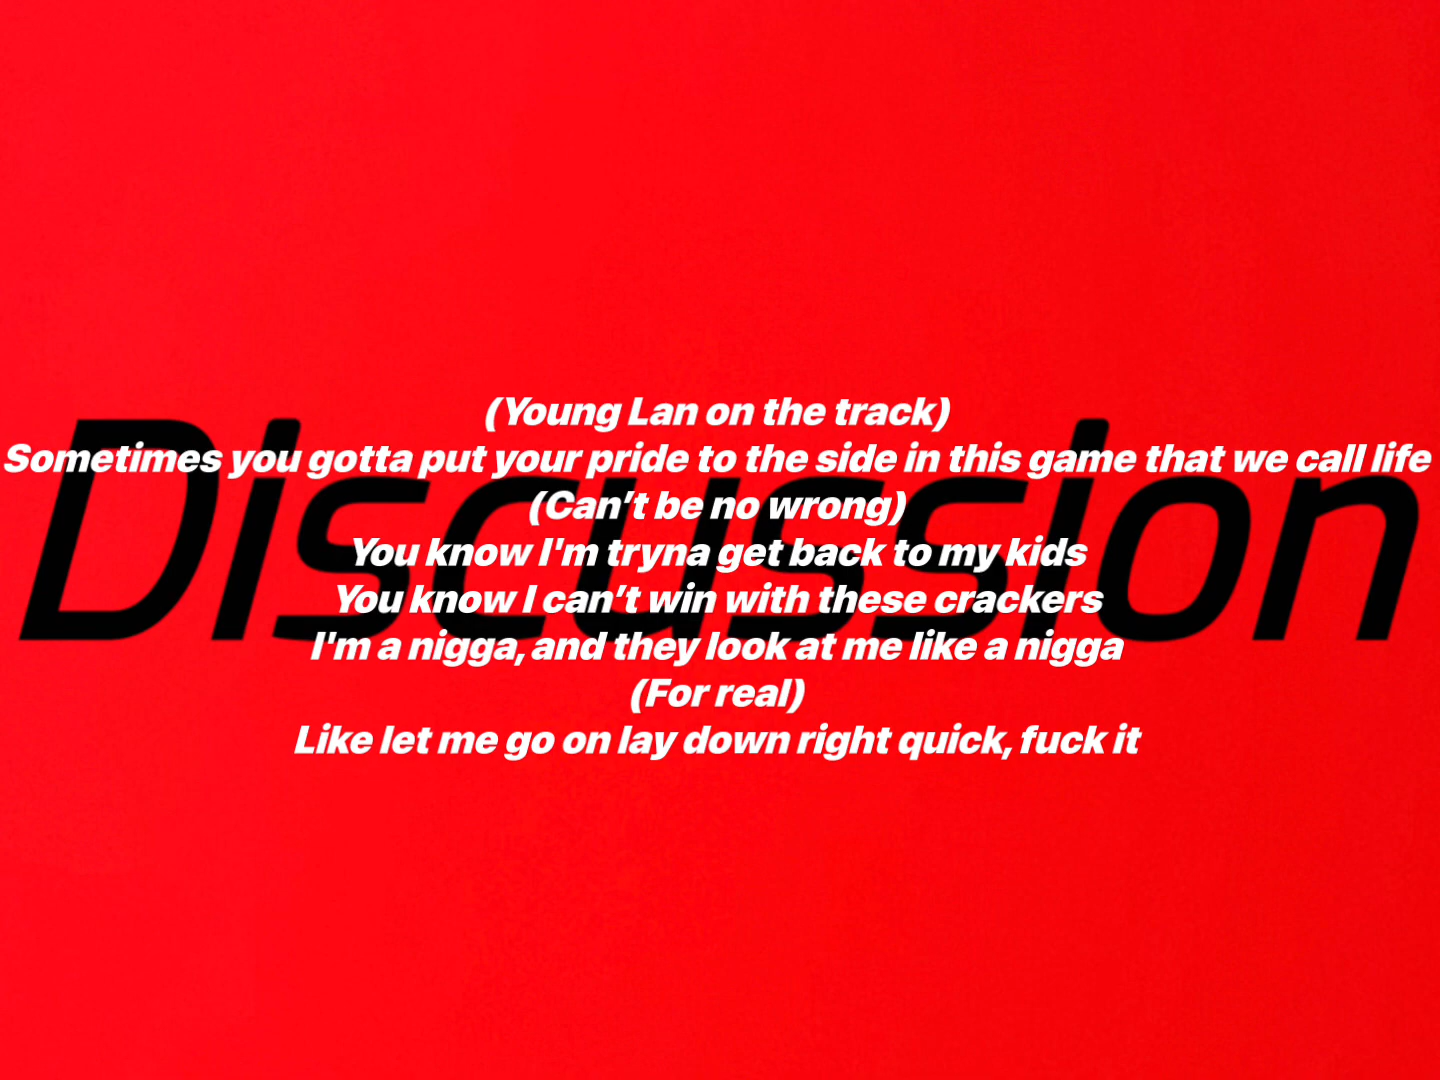 Discussion
(Young Lan on the track)
Sometimes you gotta put your pride to the side in this game that we call life
(Can’t be no wrong)
You know I'm tryna get back to my kids
You know I can’t win with these crackers
I'm a nigga, and they look at me like a nigga
(For real)
Like let me go on lay down right quick, fuck it